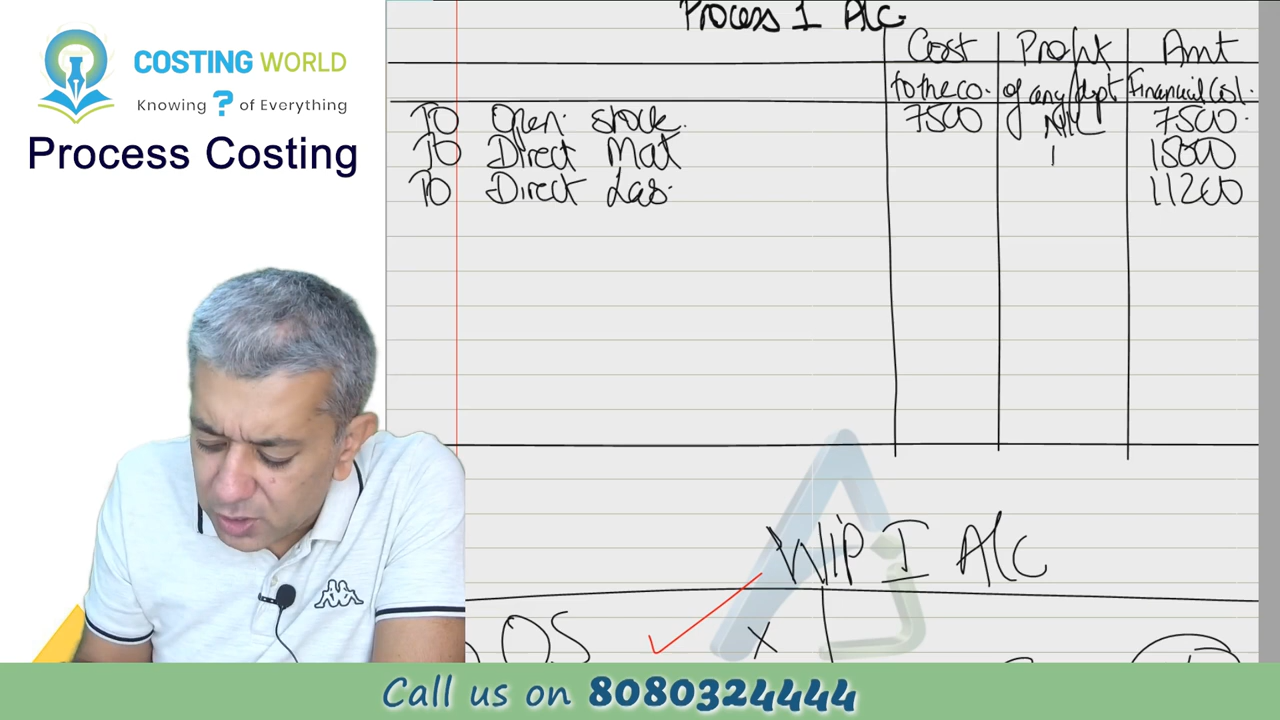 COSTING WORLD
Knowing ? of Everything
Process Costing
Process I A/c.
Cost Profit Amt
to the co. of any dept Financial Cost.
TO Open. Stock. 7500 NIL 7500.
TO Direct Mat 15000
TO Direct Lab. 11200
WIP I A/C
O.S X
Call us on 8080324444